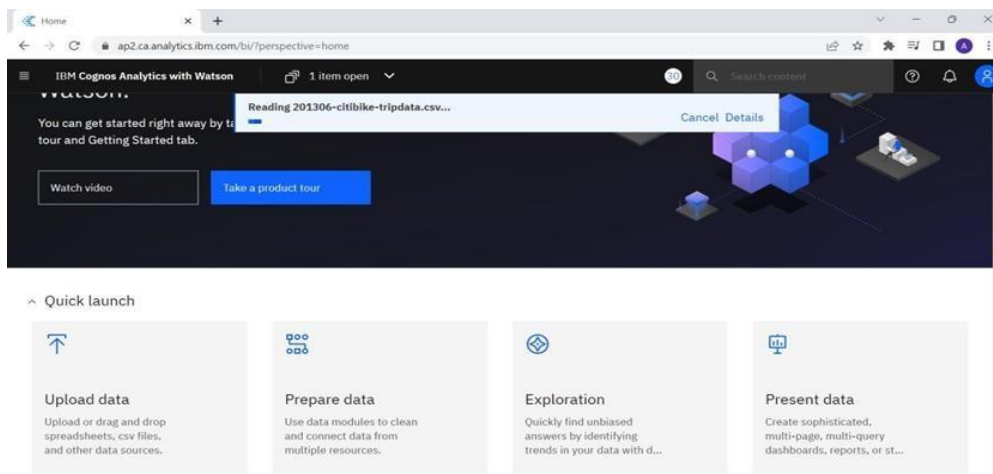 Home
ap2.ca.analytics.ibm.com/bi/?perspective=home
A
IBM Cognos Analytics with Watson
1 item open
30
Search content
Watson.
You can get started right away by ta
tour and Getting Started tab.
Reading 201306-citibike-tripdata.csv...
Cancel Details
Watch video
Take a product tour
Quick launch
Upload data
Upload or drag and drop
spreadsheets, csv files,
and other data sources.
Prepare data
Use data modules to clean
and connect data from
multiple resources.
Exploration
Quickly find unbiased
answers by identifying
trends in your data with d...
Present data
Create sophisticated,
multi-page, multi-query
dashboards, reports, or st...